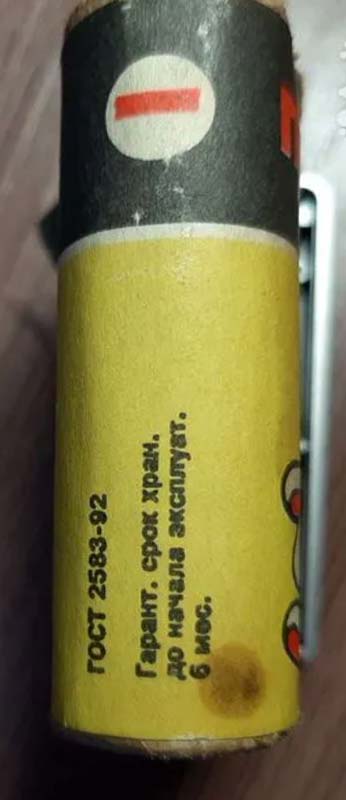 ГОСТ 2583-92
Гарант. срок хран.
до начала эксплуат.
6 мес.